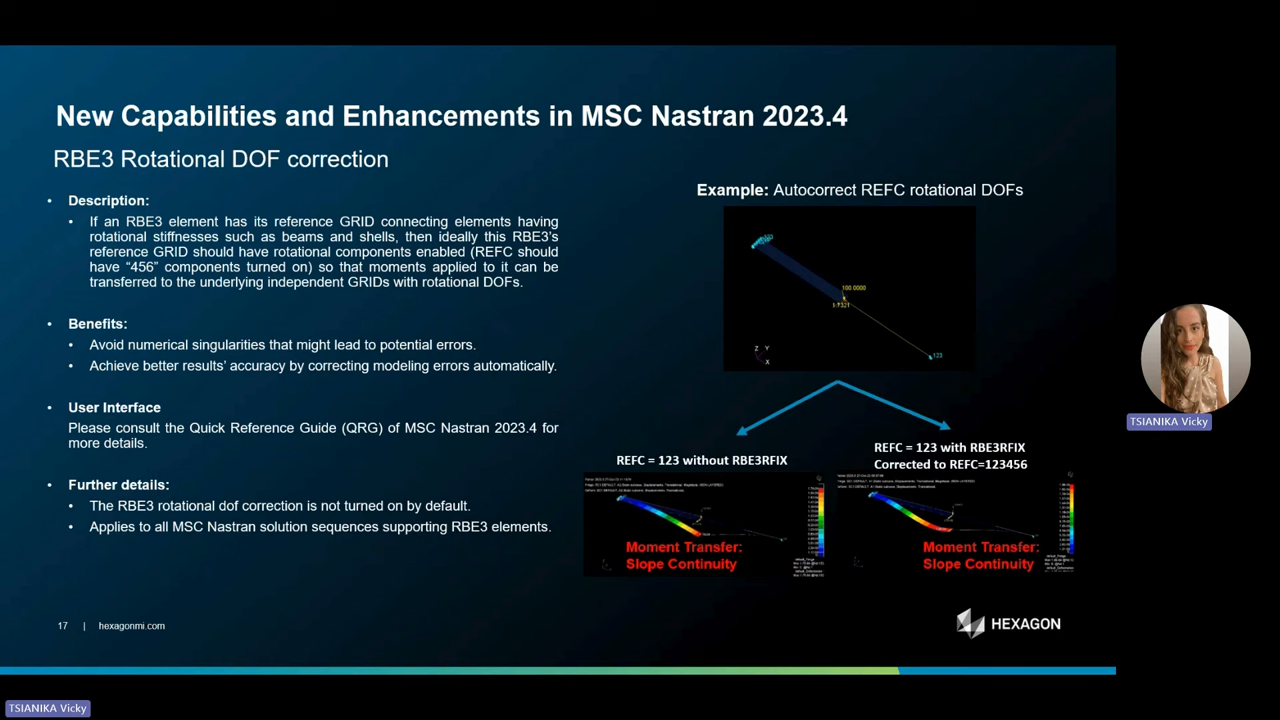 New Capabilities and Enhancements in MSC Nastran 2023.4
RBE3 Rotational DOF correction
• Description:
• If an RBE3 element has its reference GRID connecting elements having
rotational stiffnesses such as beams and shells, then ideally this RBE3's
reference GRID should have rotational components enabled (REFC should
have “456” components turned on) so that moments applied to it can be
transferred to the underlying independent GRIDs with rotational DOFs.
• Benefits:
• Avoid numerical singularities that might lead to potential errors.
• Achieve better results' accuracy by correcting modeling errors automatically.
• User Interface
Please consult the Quick Reference Guide (QRG) of MSC Nastran 2023.4 for
more details.
• Further details:
• The RBE3 rotational dof correction is not turned on by default.
• Applies to all MSC Nastran solution sequences supporting RBE3 elements.
Example: Autocorrect REFC rotational DOFs
100.0000
123
Z Y
X
REFC = 123 without RBE3RFIX
Moment Transfer:
Slope Continuity
REFC = 123 with RBE3RFIX
Corrected to REFC=123456
Moment Transfer:
Slope Continuity
17 | hexagonmi.com
HEXAGON
TSIANIKA Vicky
TSIANIKA Vicky